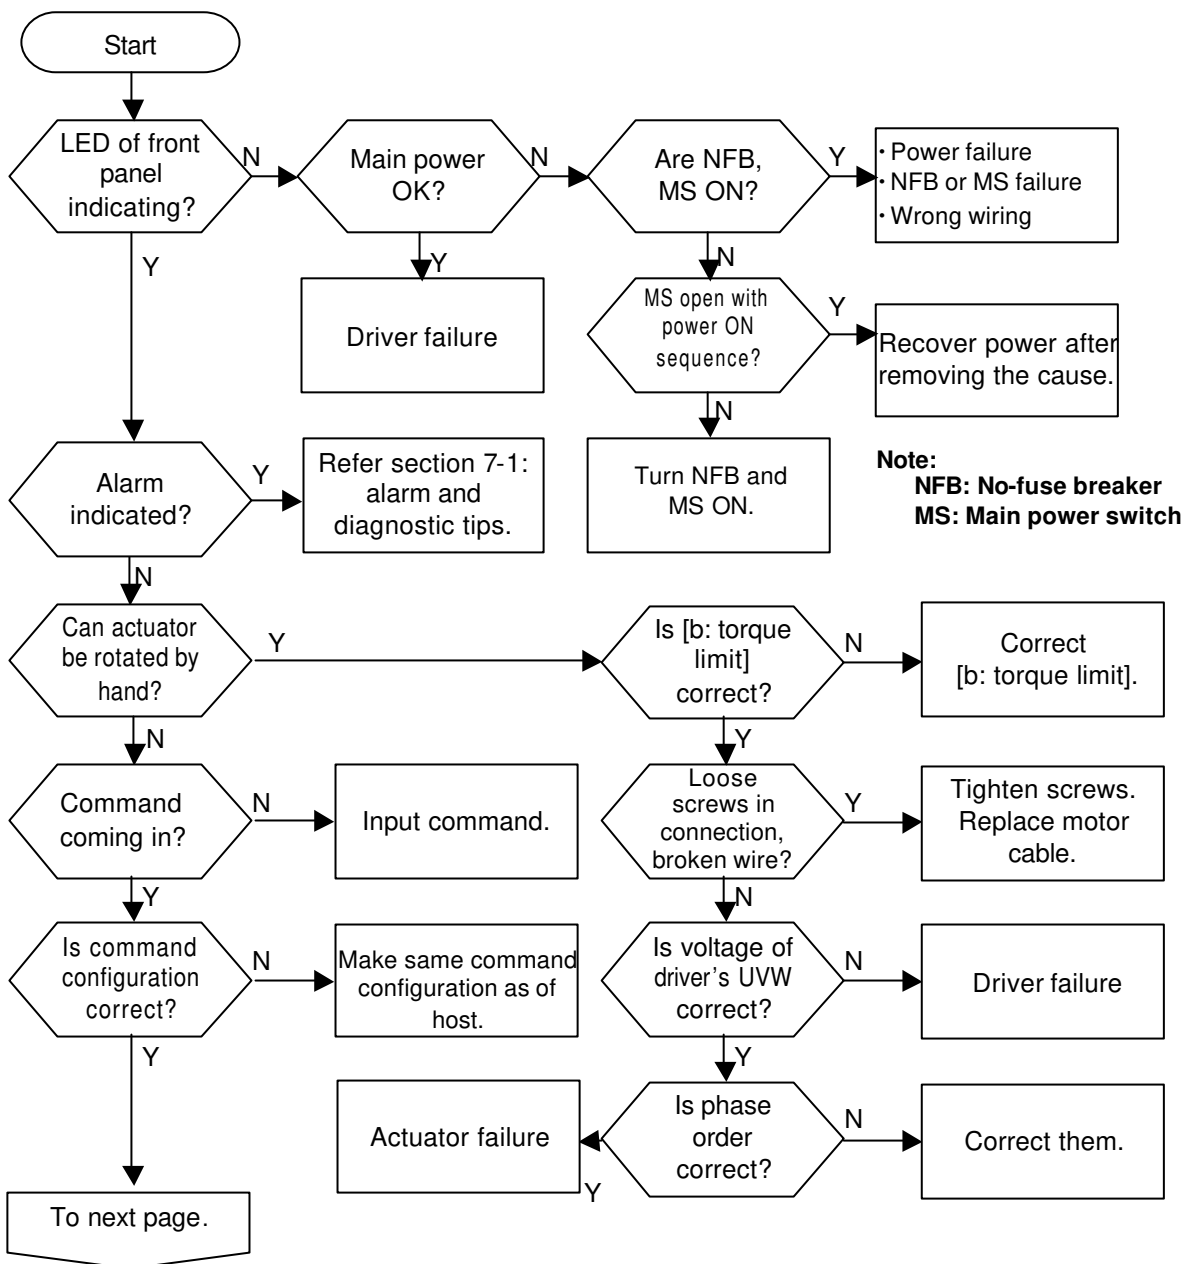 Start
LED of front
panel
indicating?
N
Main power
OK?
N
Are NFB,
MS ON?
Y
・Power failure
・NFB or MS failure
・Wrong wiring
Y
Y
Driver failure
N
MS open with
power ON
sequence?
Y
Recover power after
removing the cause.
N
Turn NFB and
MS ON.
Note:
NFB: No-fuse breaker
MS: Main power switch
Alarm
indicated?
Y
Refer section 7-1:
alarm and
diagnostic tips.
N
Can actuator
be rotated by
hand?
Y
Is [b: torque
limit]
correct?
N
Correct
[b: torque limit].
N
Y
Command
coming in?
N
Input command.
Loose
screws in
connection,
broken wire?
Y
Tighten screws.
Replace motor
cable.
Y
N
Is command
configuration
correct?
N
Make same command
configuration as of
host.
Is voltage of
driver's UVW
correct?
N
Driver failure
Y
Y
Actuator failure
Is phase
order
correct?
N
Correct them.
Y
To next page.